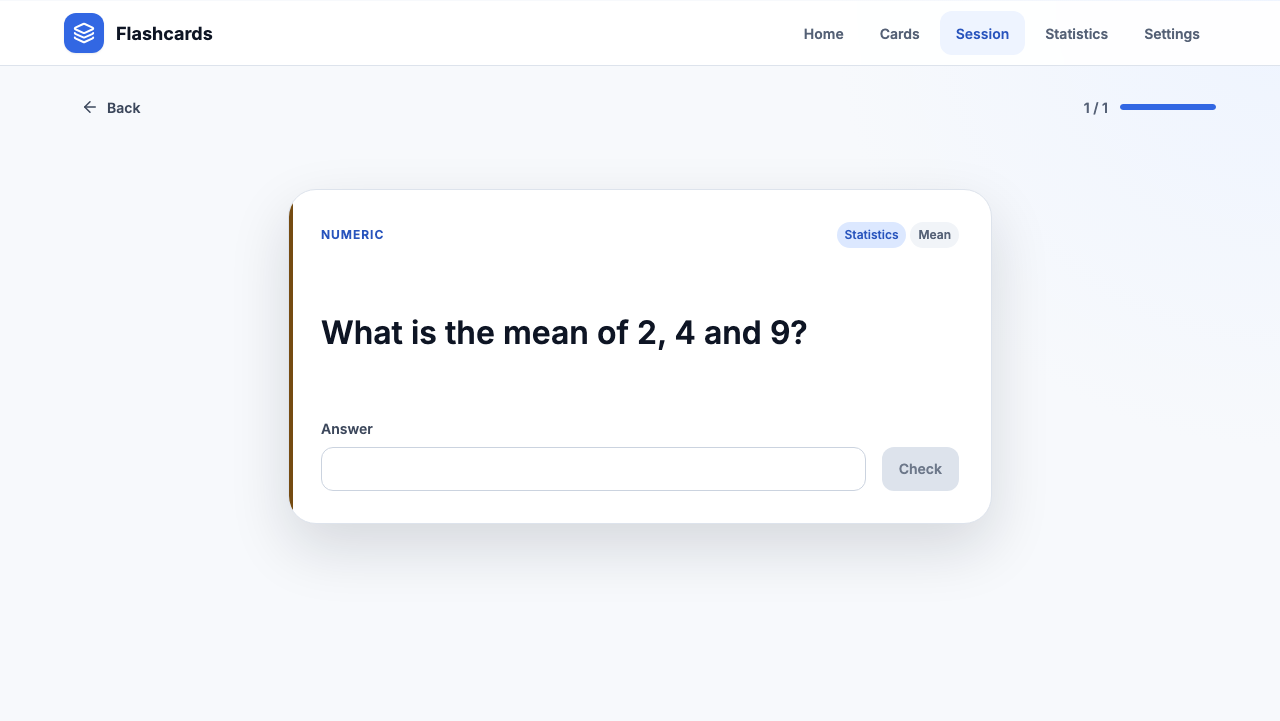 Flashcards
Home Cards Session Statistics Settings
Back
1 / 1
NUMERIC
Statistics Mean
What is the mean of 2, 4 and 9?
Answer
Check